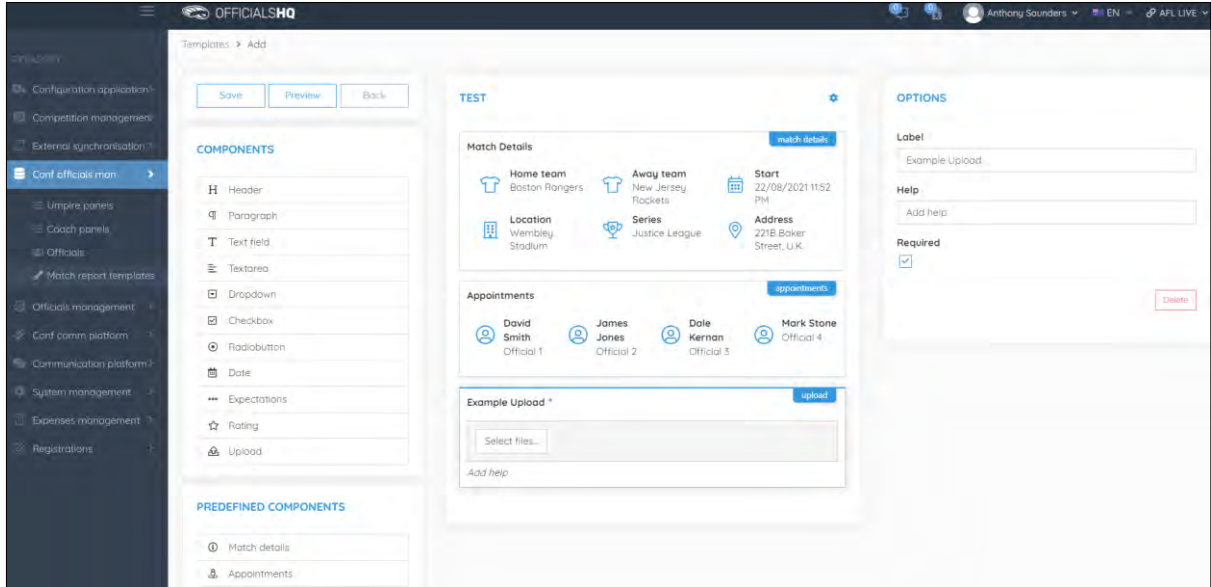 OFFICIALSHQ
Anthony Saunders
EN
AFL LIVE
Templates > Add
Configuration application
Competition management
External synchronisation
Conf officials man
Umpire panels
Coach panels
Officials
Match report templates
Officials management
Conf comm platform
Communication platform
System management
Expenses management
Registrations
Save
Preview
Back
COMPONENTS
Header
Paragraph
Text field
Textarea
Dropdown
Checkbox
Radiobutton
Date
Expectations
Rating
Upload
PREDEFINED COMPONENTS
Match details
Appointments
TEST
match details
Match Details
Home team
Boston Rangers
Away team
New Jersey
Rockets
Start
22/08/2021 11:52
PM
Location
Wembley
Stadium
Series
Justice League
Address
221B Baker
Street, U.K.
appointments
Appointments
David
Smith
Official 1
James
Jones
Official 2
Dale
Kernan
Official 3
Mark Stone
Official 4
upload
Example Upload *
Select files...
Add help
OPTIONS
Label
Example Upload
Help
Add help
Required
Delete